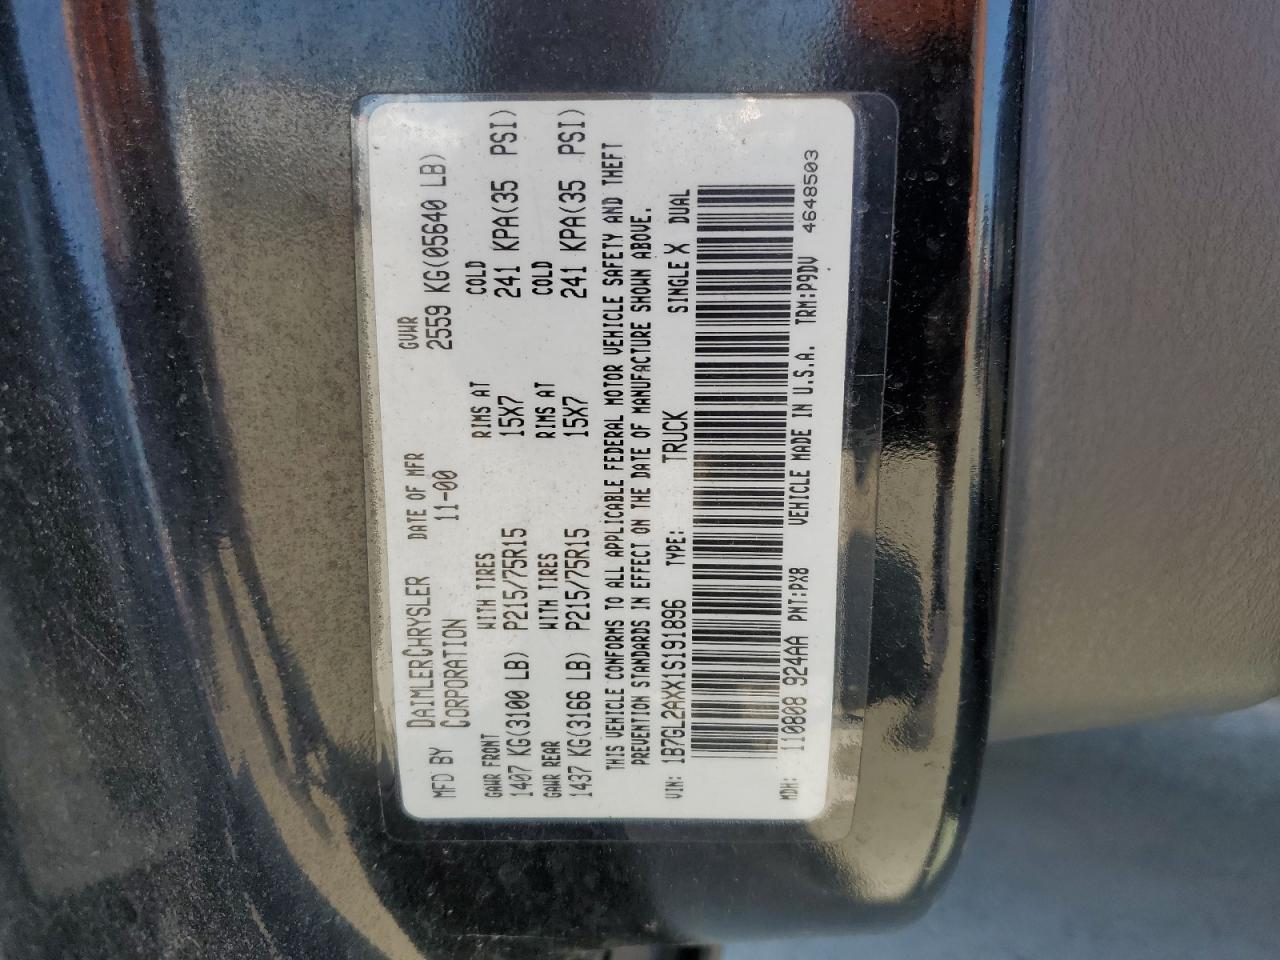 MFD BY DAIMLERCHRYSLER CORPORATION DATE OF MFR 11-00 GVWR 2559 KG(05640 LB)
GAWR FRONT WITH TIRES RIMS AT COLD
1407 KG(3100 LB) P215/75R15 15X7 241 KPA(35 PSI)
GAWR REAR WITH TIRES RIMS AT COLD
1437 KG(3166 LB) P215/75R15 15X7 241 KPA(35 PSI)
THIS VEHICLE CONFORMS TO ALL APPLICABLE FEDERAL MOTOR VEHICLE SAFETY AND THEFT
PREVENTION STANDARDS IN EFFECT ON THE DATE OF MANUFACTURE SHOWN ABOVE.
VIN: 1B7GL2AXX1S191896 TYPE: TRUCK SINGLE X DUAL
MDH: 110808 924AA PNT:PX8 VEHICLE MADE IN U.S.A. TRM:P9DV 4648503